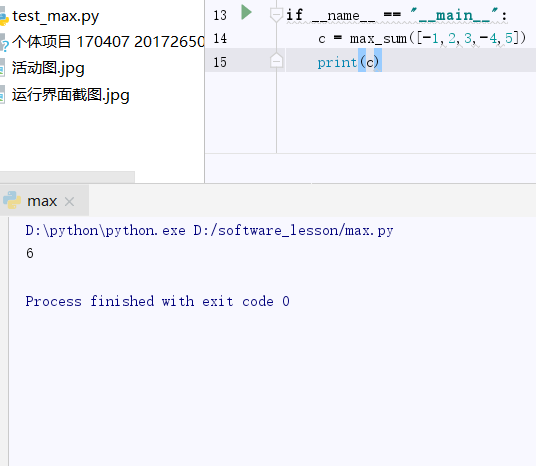 test_max.py
个体项目 170407 20172650
活动图.jpg
运行界面截图.jpg
13 if __name__ == "__main__":
14 c = max_sum([-1,2,3,-4,5])
15 print(c)
max
D:\python\python.exe D:/software_lesson/max.py
6
Process finished with exit code 0